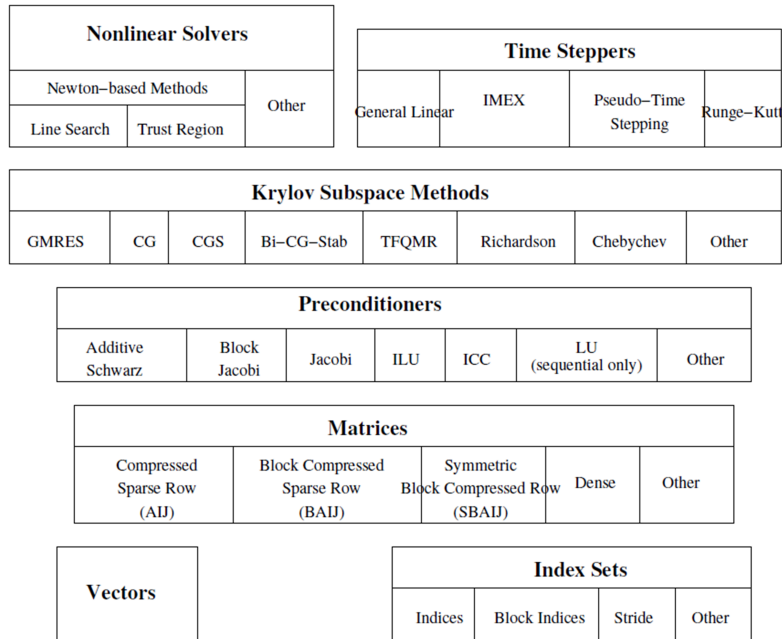 Nonlinear Solvers
Newton−based Methods
Other
Line Search
Trust Region
Time Steppers
General Linear
IMEX
Pseudo−Time
Stepping
Runge−Kutt
Krylov Subspace Methods
GMRES
CG
CGS
Bi−CG−Stab
TFQMR
Richardson
Chebychev
Other
Preconditioners
Additive
Schwarz
Block
Jacobi
Jacobi
ILU
ICC
LU
(sequential only)
Other
Matrices
Compressed
Sparse Row
(AIJ)
Block Compressed
Sparse Row
(BAIJ)
Symmetric
Block Compressed Row
(SBAIJ)
Dense
Other
Vectors
Index Sets
Indices
Block Indices
Stride
Other